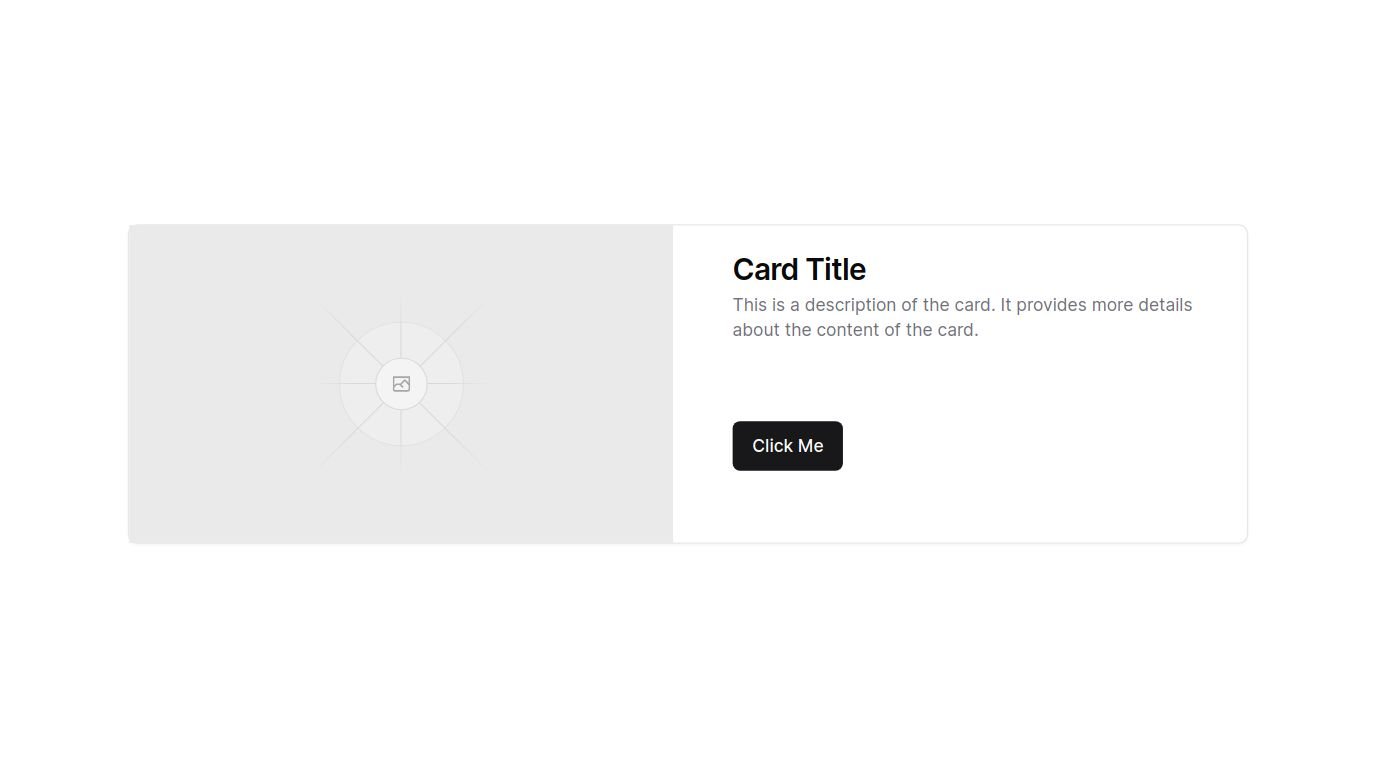 Card Title
This is a description of the card. It provides more details
about the content of the card.
Click Me